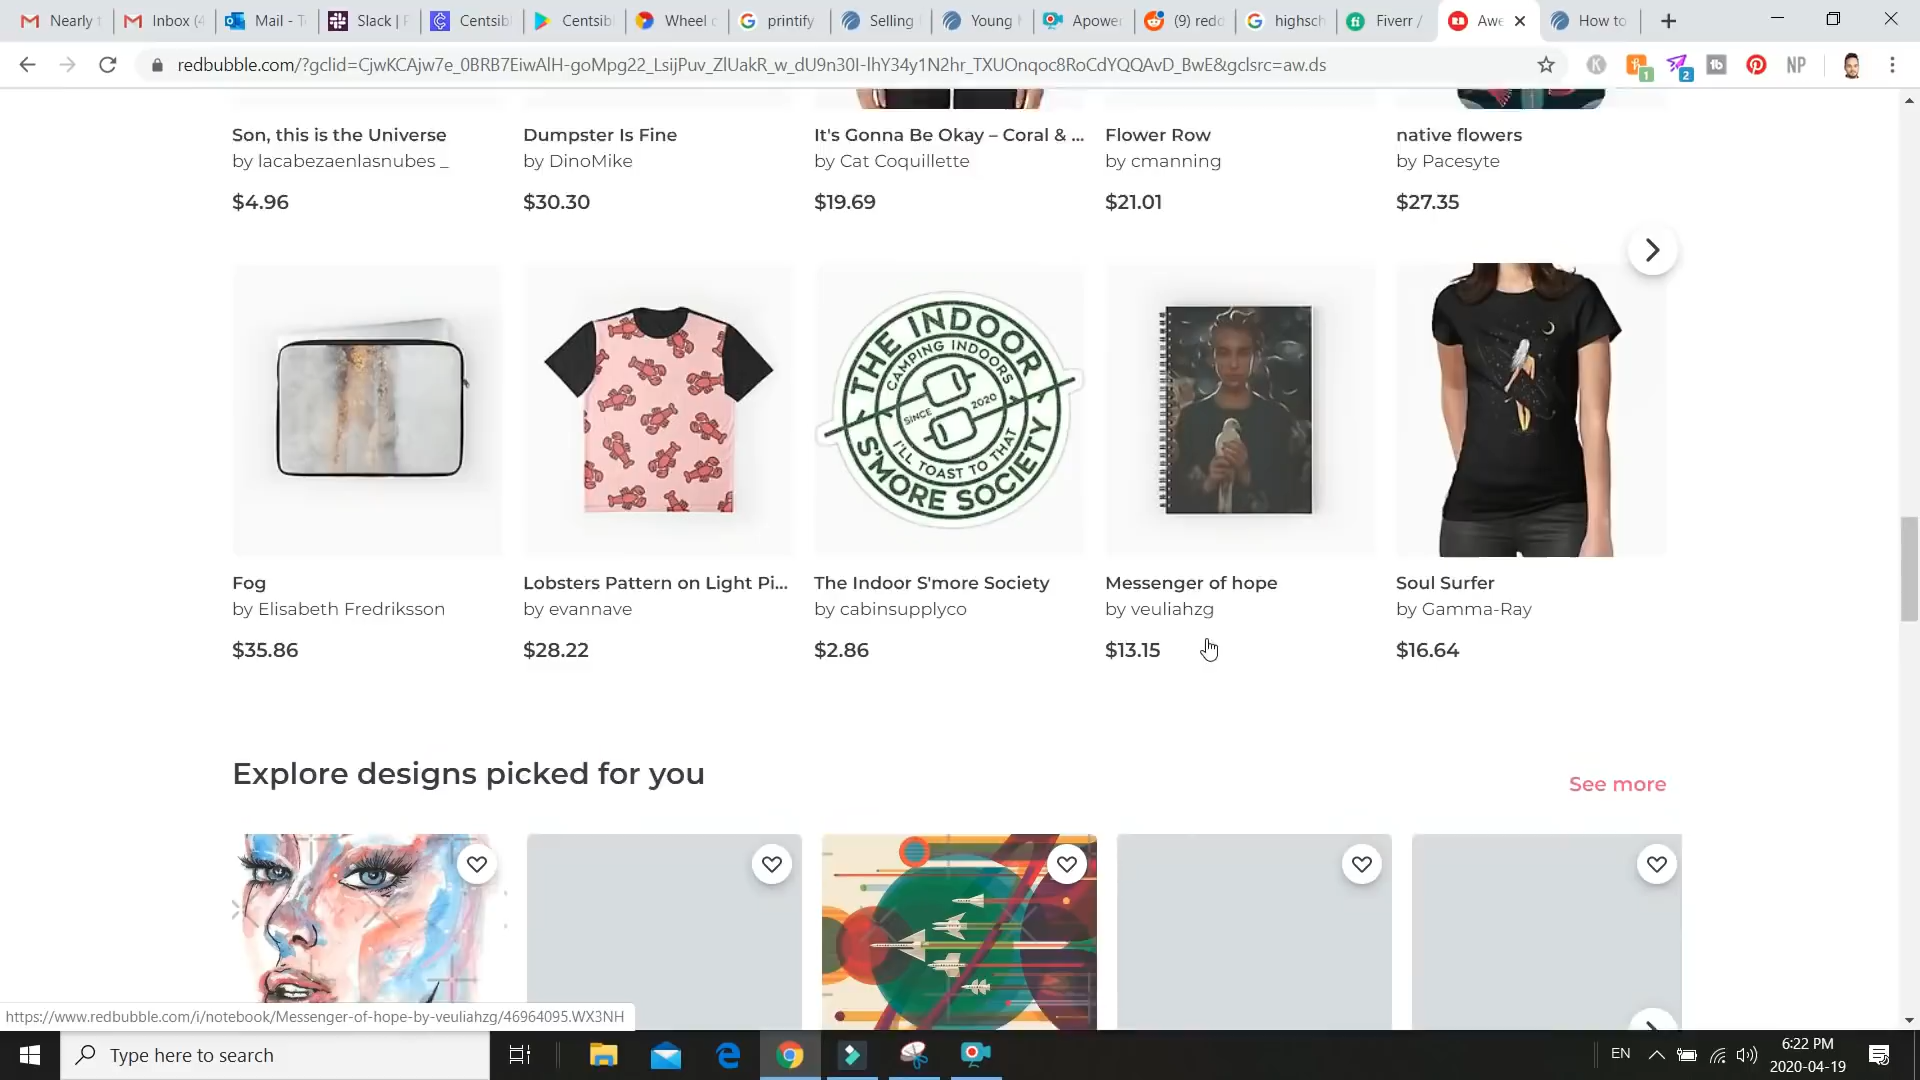 Nearly
Inbox (4
Mail - T
Slack | F
Centsib
Centsib
Wheel o
printify
Selling
Young
Apower
(9) redd
highsch
Fiverr /
Awe
How to
redbubble.com/?gclid=CjwKCAjw7e_0BRB7EiwAlH-goMpg22_LsijPuv_ZlUakR_w_dU9n30I-lhY34y1N2hr_TXUOnqoc8RoCdYQQAvD_BwE&gclsrc=aw.ds
K
1
2
NP
Son, this is the Universe
by lacabezaenlasnubes _
$4.96
Dumpster Is Fine
by DinoMike
$30.30
It's Gonna Be Okay – Coral & ...
by Cat Coquillette
$19.69
Flower Row
by cmanning
$21.01
native flowers
by Pacesyte
$27.35
THE INDOOR
CAMPING INDOORS
SINCE 2020
I'LL TOAST TO THAT
S'MORE SOCIETY
Fog
by Elisabeth Fredriksson
$35.86
Lobsters Pattern on Light Pi...
by evannave
$28.22
The Indoor S'more Society
by cabinsupplyco
$2.86
Messenger of hope
by veuliahzg
$13.15
Soul Surfer
by Gamma-Ray
$16.64
Explore designs picked for you
See more
https://www.redbubble.com/i/notebook/Messenger-of-hope-by-veuliahzg/46964095.WX3NH
Type here to search
EN
6:22 PM
2020-04-19